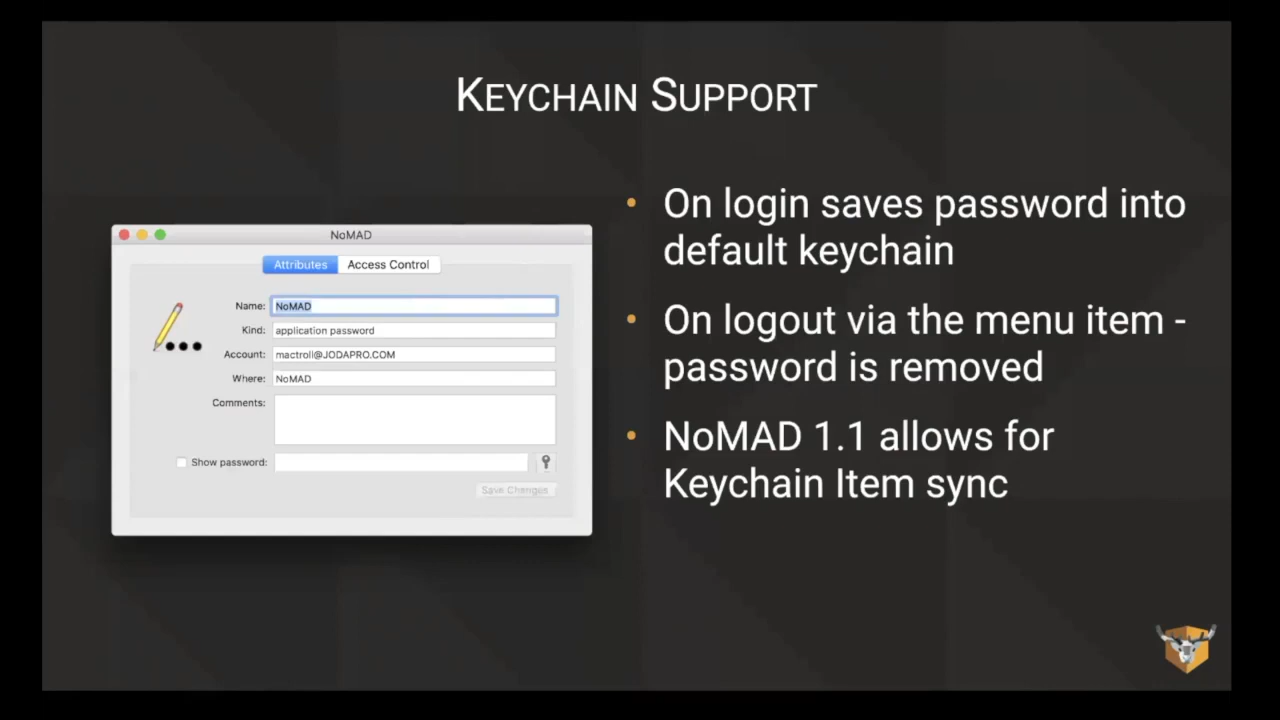 KEYCHAIN SUPPORT
NoMAD
Attributes Access Control
Name: NoMAD
Kind: application password
Account: mactroll@JODAPRO.COM
Where: NoMAD
Comments:
Show password:
Save Changes
• On login saves password into
default keychain
• On logout via the menu item -
password is removed
• NoMAD 1.1 allows for
Keychain Item sync